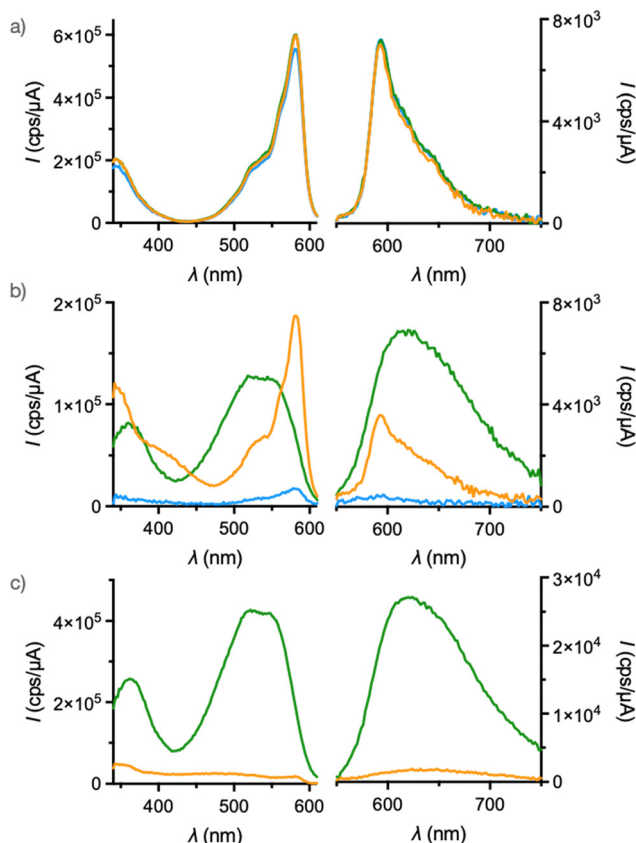 a)
6×10⁵
4×10⁵
2×10⁵
0
I (cps/μA)
400 500 600
λ (nm)
8×10³
4×10³
0
I (cps/μA)
600 700
λ (nm)
b)
2×10⁵
1×10⁵
0
I (cps/μA)
400 500 600
λ (nm)
8×10³
4×10³
0
I (cps/μA)
600 700
λ (nm)
c)
4×10⁵
2×10⁵
0
I (cps/μA)
400 500 600
λ (nm)
3×10⁴
2×10⁴
1×10⁴
0
I (cps/μA)
600 700
λ (nm)